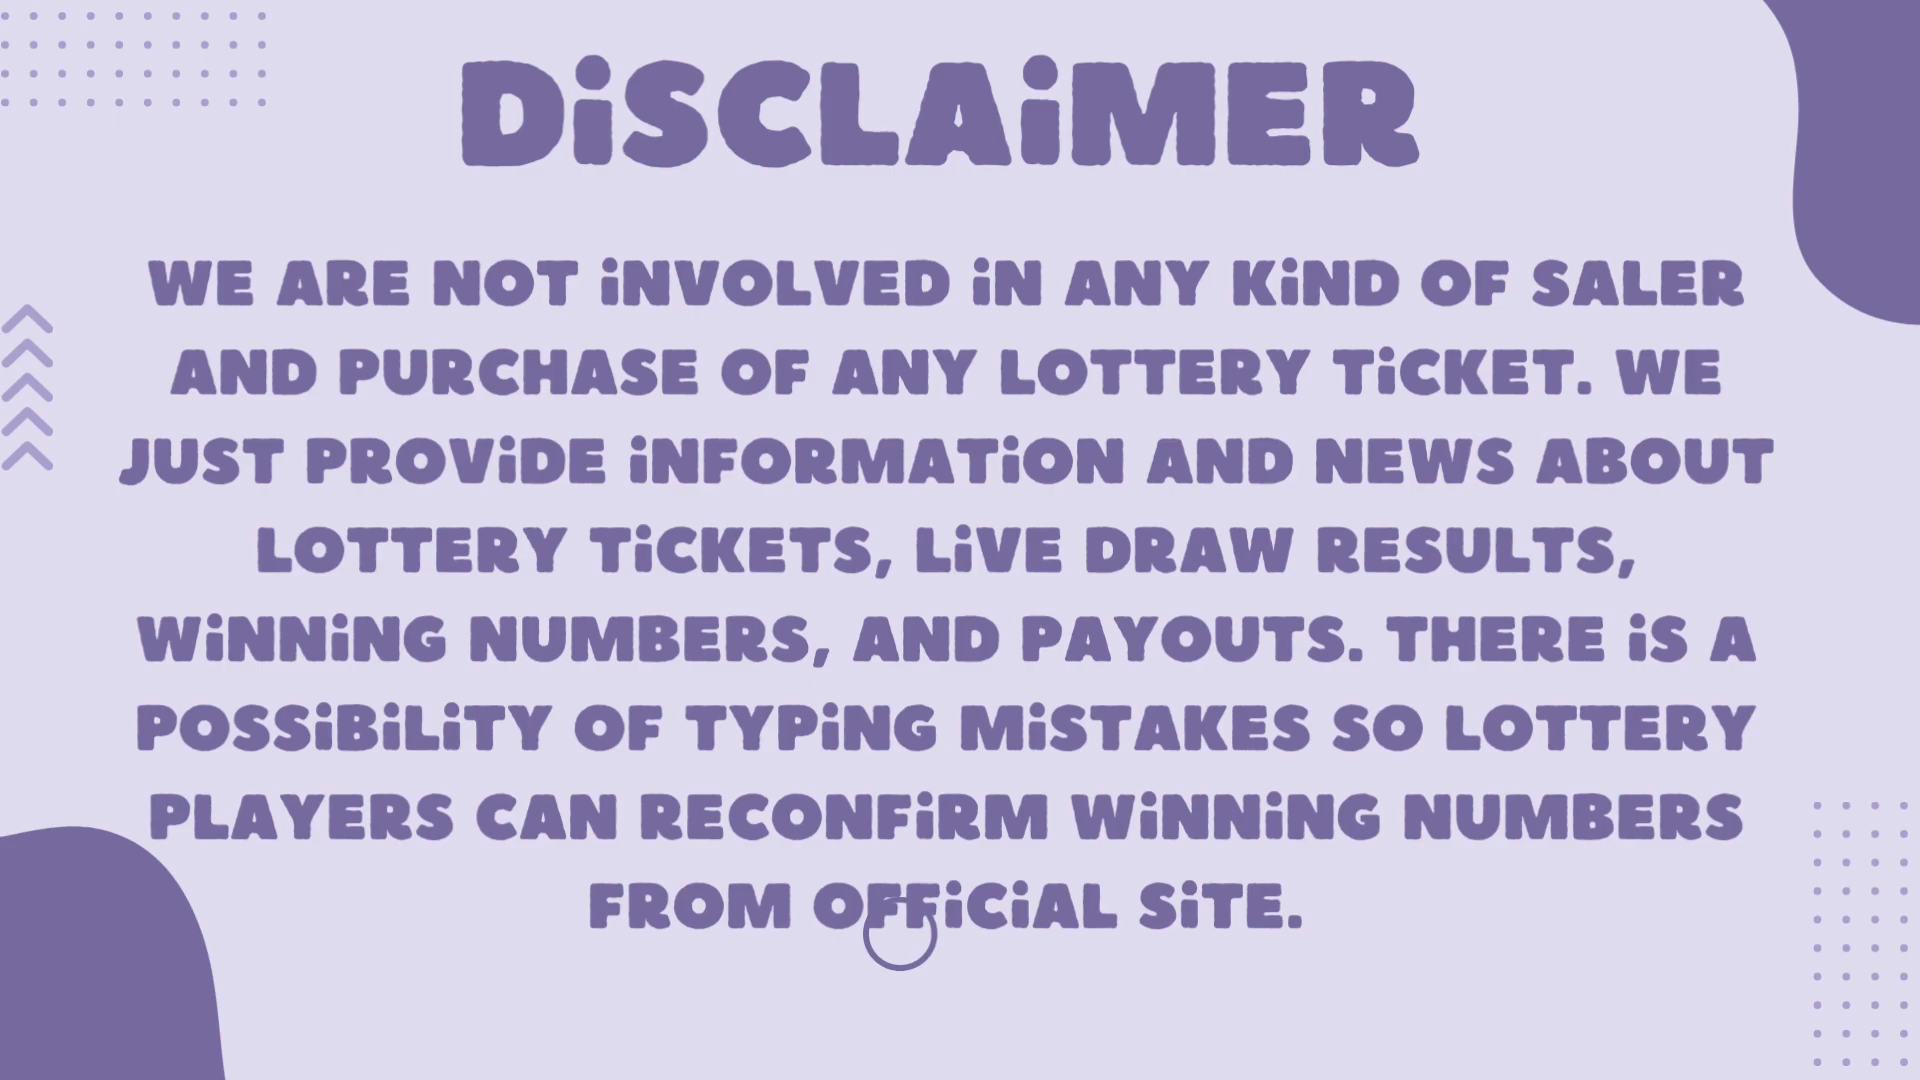 DiSCLAiMER
WE ARE NOT iNVOLVED iN ANY KiND OF SALER
AND PURCHASE OF ANY LOTTERY TiCKET. WE
JUST PROViDE iNFORMATiON AND NEWS ABOUT
LOTTERY TiCKETS, LiVE DRAW RESULTS,
WiNNiNG NUMBERS, AND PAYOUTS. THERE iS A
POSSiBiLiTY OF TYPiNG MiSTAKES SO LOTTERY
PLAYERS CAN RECONFiRM WiNNiNG NUMBERS
FROM OFFiCiAL SiTE.